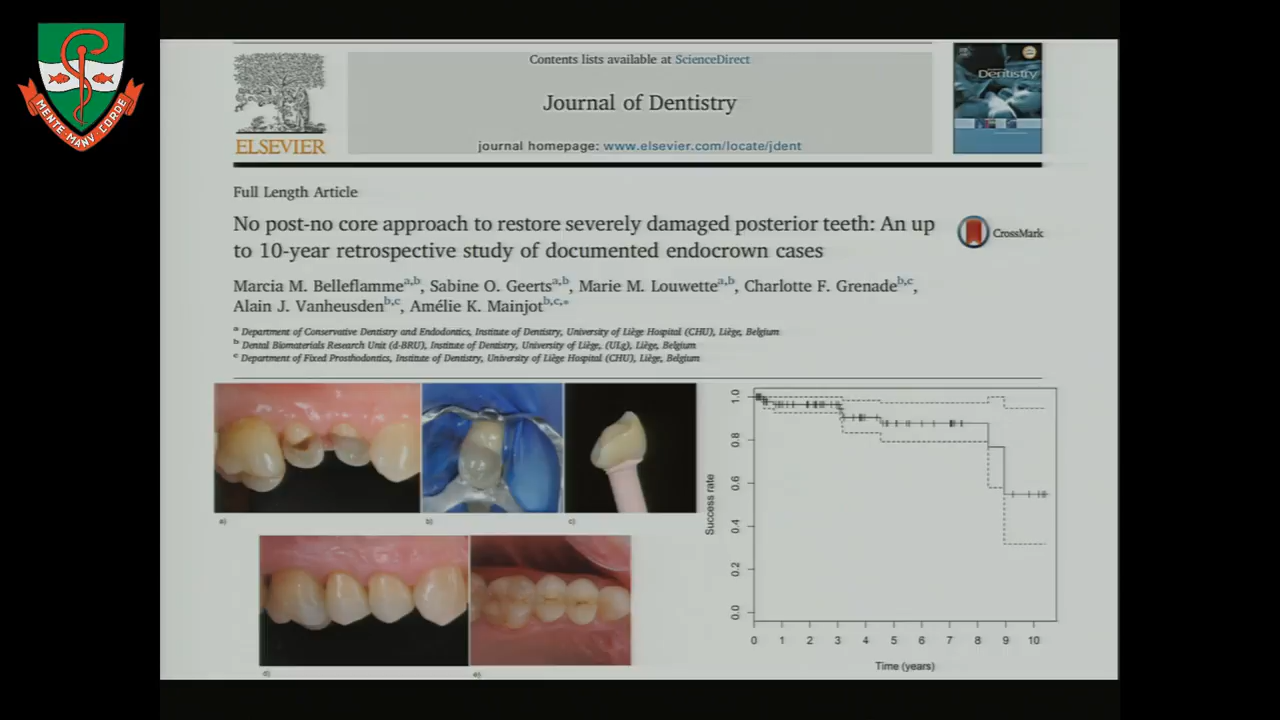 MENTE MANV CORDE
Contents lists available at ScienceDirect
Journal of Dentistry
journal homepage: www.elsevier.com/locate/jdent
ELSEVIER
Dentistry
Full Length Article
No post-no core approach to restore severely damaged posterior teeth: An up
to 10-year retrospective study of documented endocrown cases
CrossMark
Marcia M. Belleflamme a,b, Sabine O. Geerts a,b, Marie M. Louwette a,b, Charlotte F. Grenade b,c,
Alain J. Vanheusden b,c, Amélie K. Mainjot b,c,*
a Department of Conservative Dentistry and Endodontics, Institute of Dentistry, University of Liège Hospital (CHU), Liège, Belgium
b Dental Biomaterials Research Unit (d-BRU), Institute of Dentistry, University of Liège, (ULg), Liège, Belgium
c Department of Fixed Prosthodontics, Institute of Dentistry, University of Liège Hospital (CHU), Liège, Belgium
a)
b)
c)
d)
e)
Success rate
1.0
0.8
0.6
0.4
0.2
0.0
0 1 2 3 4 5 6 7 8 9 10
Time (years)